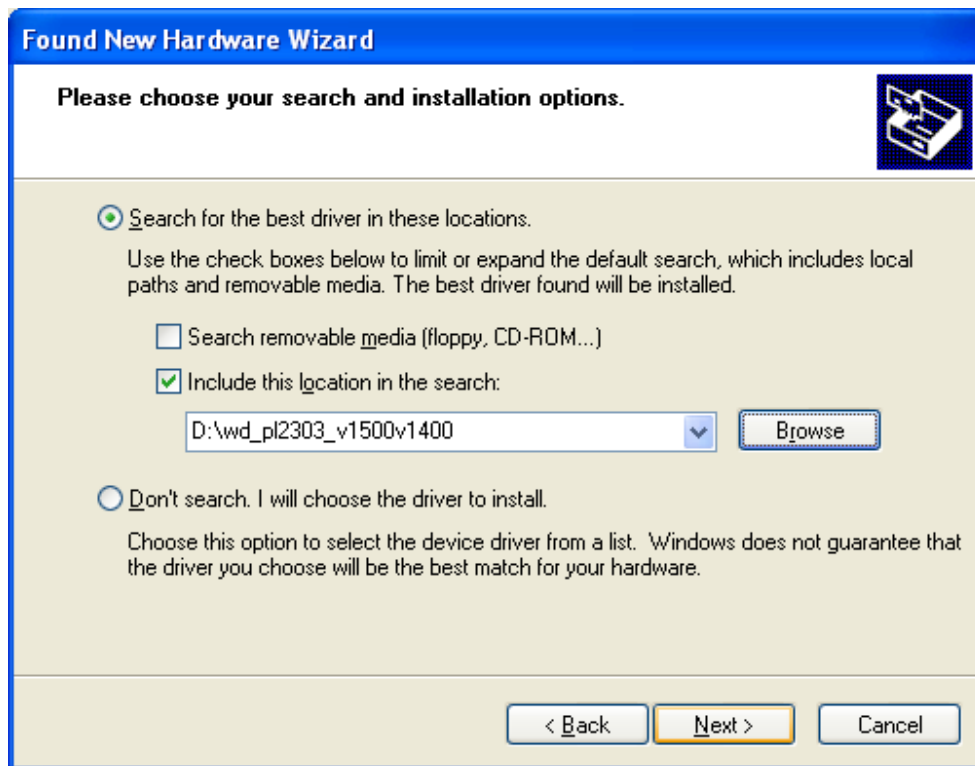 Found New Hardware Wizard
Please choose your search and installation options.
Search for the best driver in these locations.
Use the check boxes below to limit or expand the default search, which includes local
paths and removable media. The best driver found will be installed.
Search removable media (floppy, CD-ROM...)
Include this location in the search:
D:\wd_pl2303_v1500v1400
Browse
Don't search. I will choose the driver to install.
Choose this option to select the device driver from a list.  Windows does not guarantee that
the driver you choose will be the best match for your hardware.
< Back
Next >
Cancel